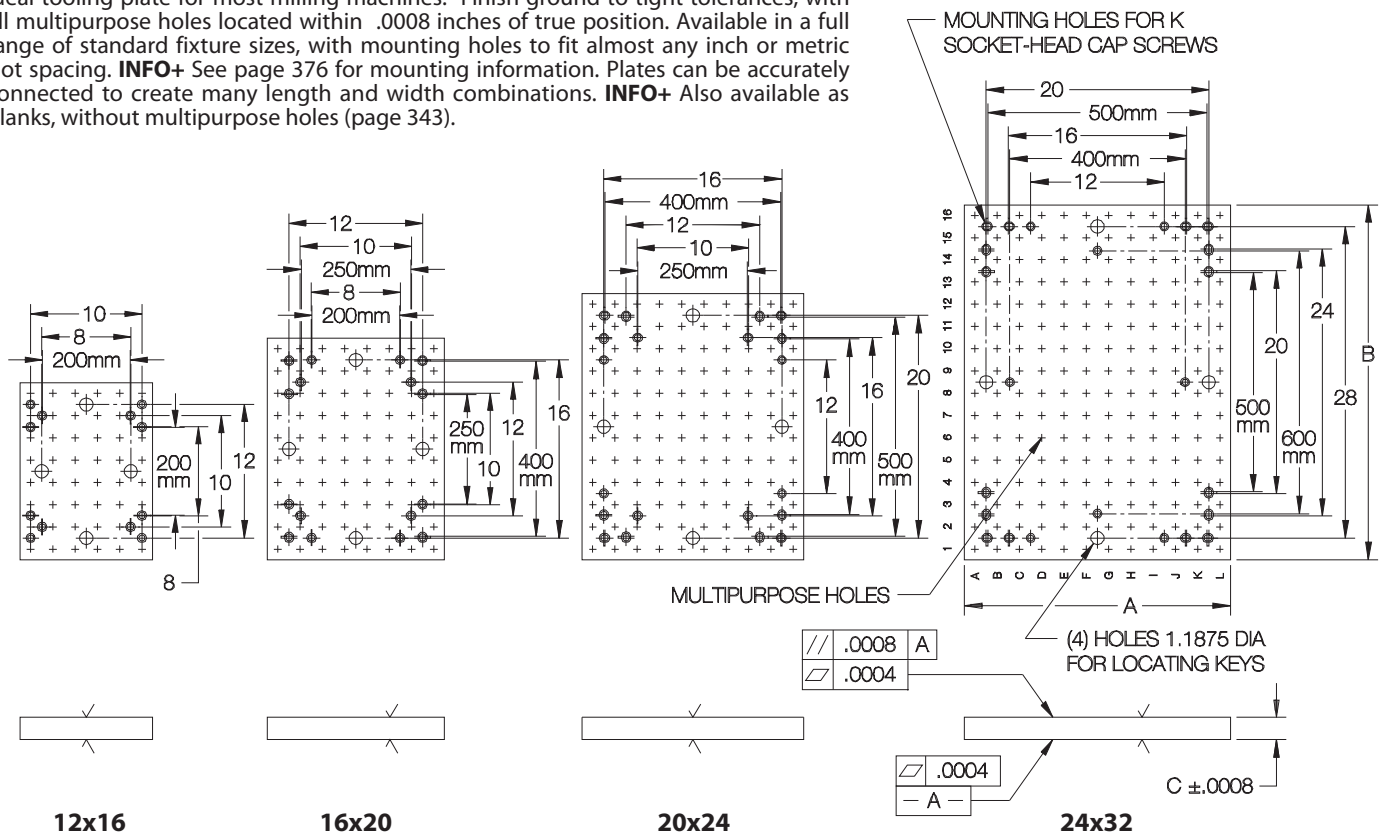 deal tooling plate for most milling machines. Finish ground to tight tolerances, with
ll multipurpose holes located within .0008 inches of true position. Available in a full
ange of standard fixture sizes, with mounting holes to fit almost any inch or metric
ot spacing. INFO+ See page 376 for mounting information. Plates can be accurately
onnected to create many length and width combinations. INFO+ Also available as
lanks, without multipurpose holes (page 343).
MOUNTING HOLES FOR K
SOCKET-HEAD CAP SCREWS
10
8
200mm
200
mm
10
12
8
12
10
250mm
8
200mm
250
mm
10
12
400
mm
16
16
400mm
12
10
250mm
12
400
mm
16
500
mm
20
20
500mm
16
400mm
12
16
15
14
13
12
11
10
9
8
7
6
5
4
3
2
1
A B C D E F G H I J K L
500
mm
20
600
mm
24
28
B
A
MULTIPURPOSE HOLES
(4) HOLES 1.1875 DIA
FOR LOCATING KEYS
// .0008 A
⏥ .0004
⏥ .0004
– A –
C ±.0008
12x16
16x20
20x24
24x32